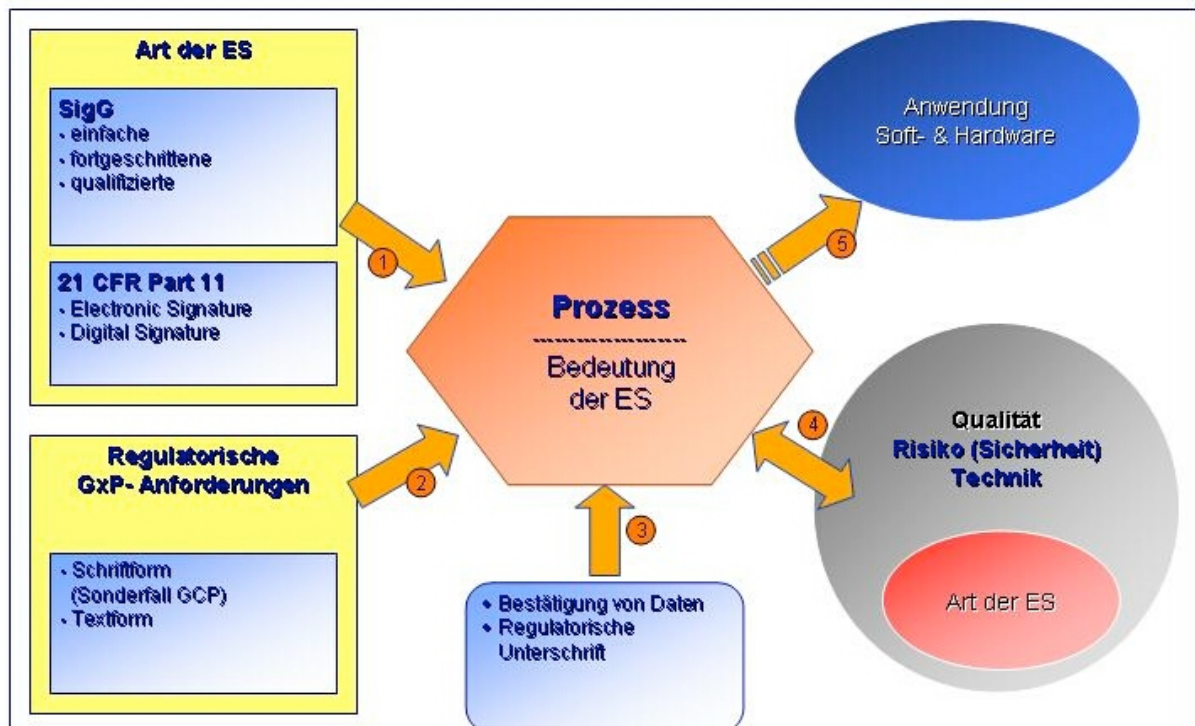 Art der ES
SigG
- einfache
- fortgeschrittene
- qualifizierte
21 CFR Part 11
- Electronic Signature
- Digital Signature
Regulatorische
GxP- Anforderungen
- Schriftform
(Sonderfall GCP)
- Textform
1
2
Prozess
---------------------
Bedeutung
der ES
3
• Bestätigung von Daten
• Regulatorische
Unterschrift
5
Anwendung
Soft- & Hardware
4
Qualität
Risiko (Sicherheit)
Technik
Art der ES